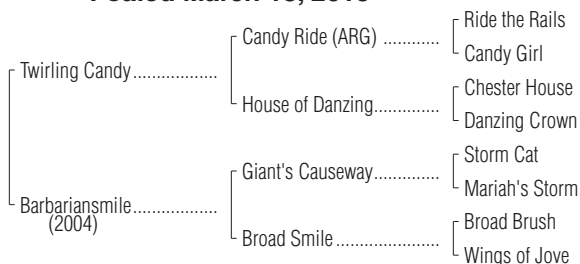 Ride the Rails
Candy Ride (ARG) ...........
Candy Girl
Twirling Candy.................
Chester House
House of Danzing.............
Danzing Crown
Storm Cat
Giant's Causeway.............
Mariah's Storm
Barbariansmile.................
(2004)
Broad Brush
Broad Smile .....................
Wings of Jove